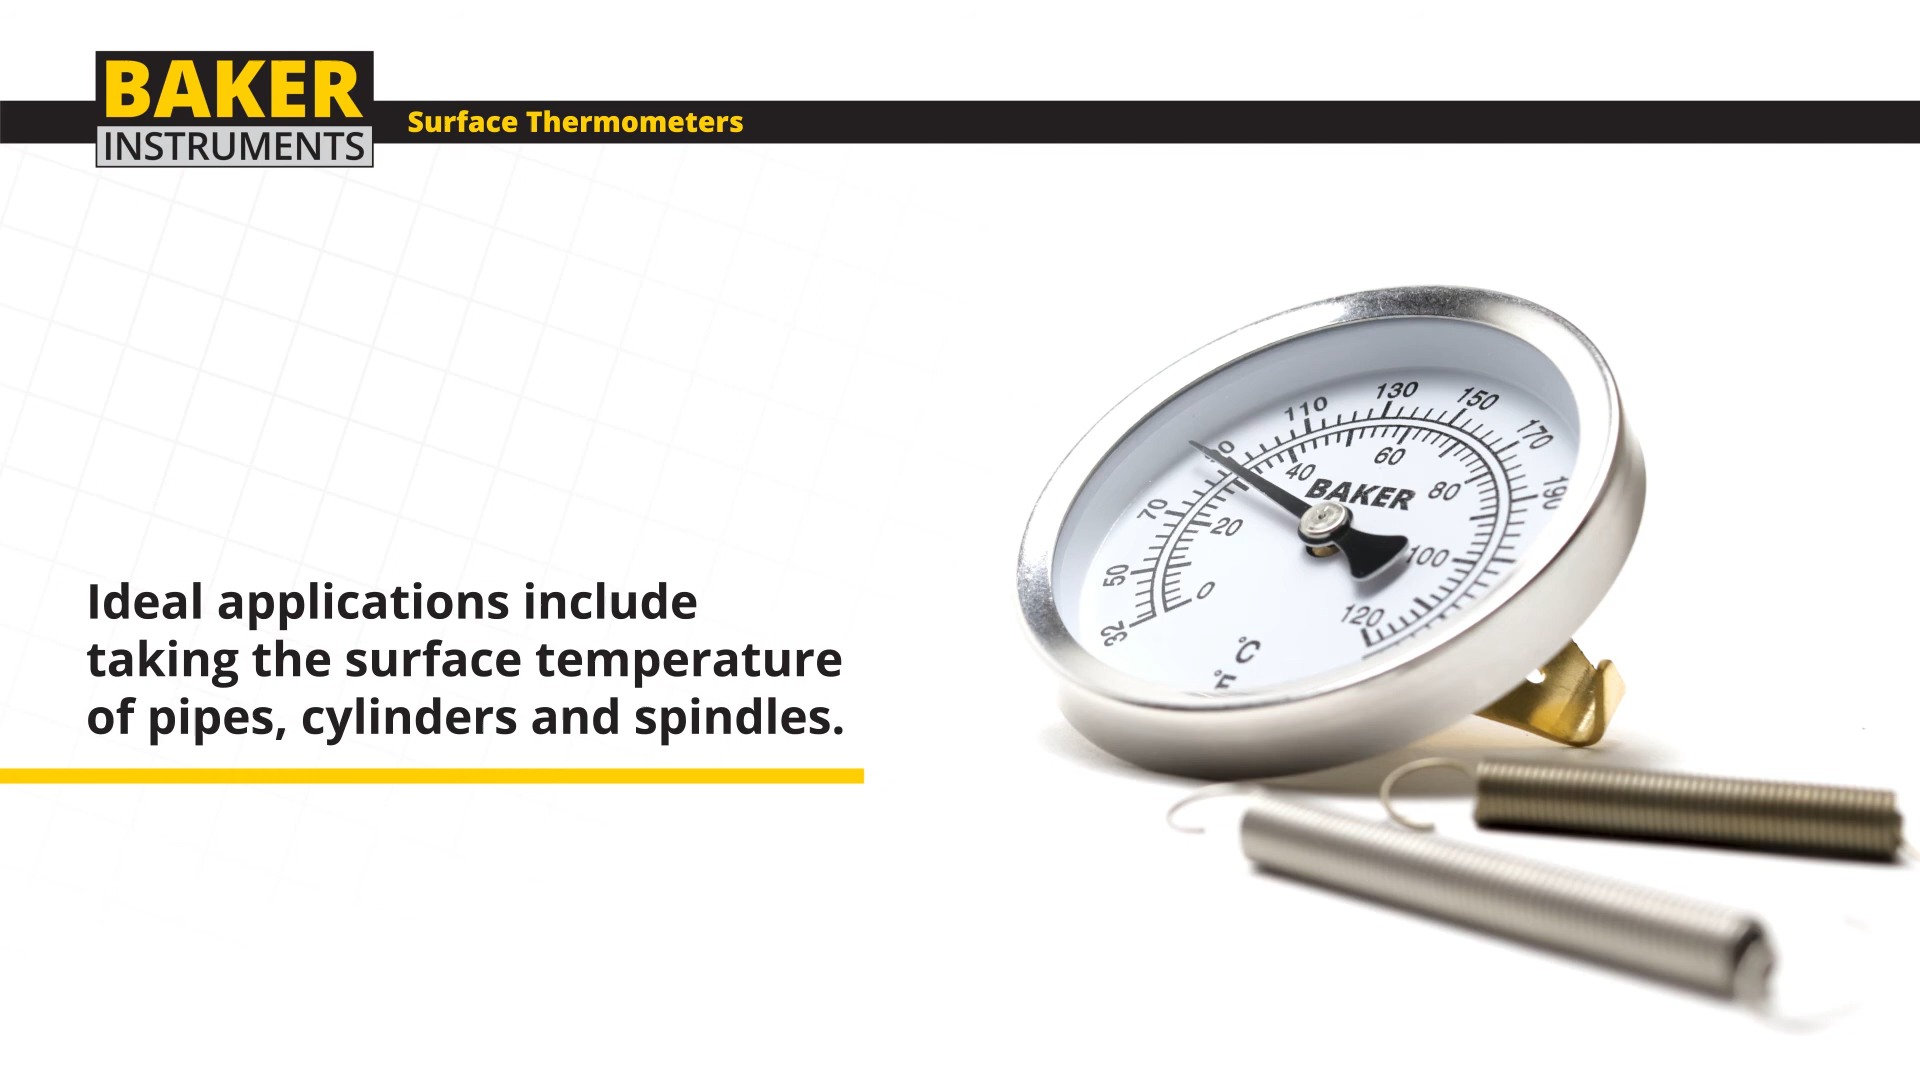 BAKER
INSTRUMENTS
Surface Thermometers
Ideal applications include
taking the surface temperature
of pipes, cylinders and spindles.
110 130 150 170 190
70 50 32
0 20 40 60 80 100 120
BAKER
°C
°F